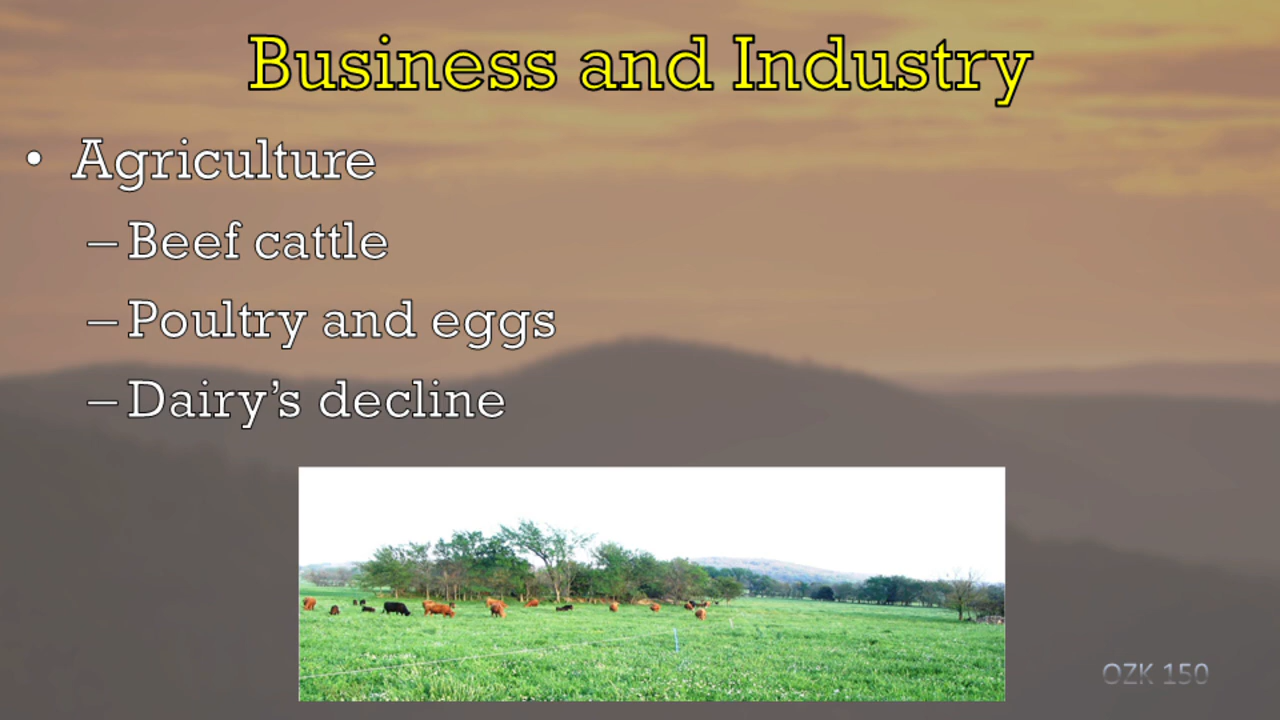 Business and Industry
• Agriculture
– Beef cattle
– Poultry and eggs
– Dairy’s decline
OZK 150